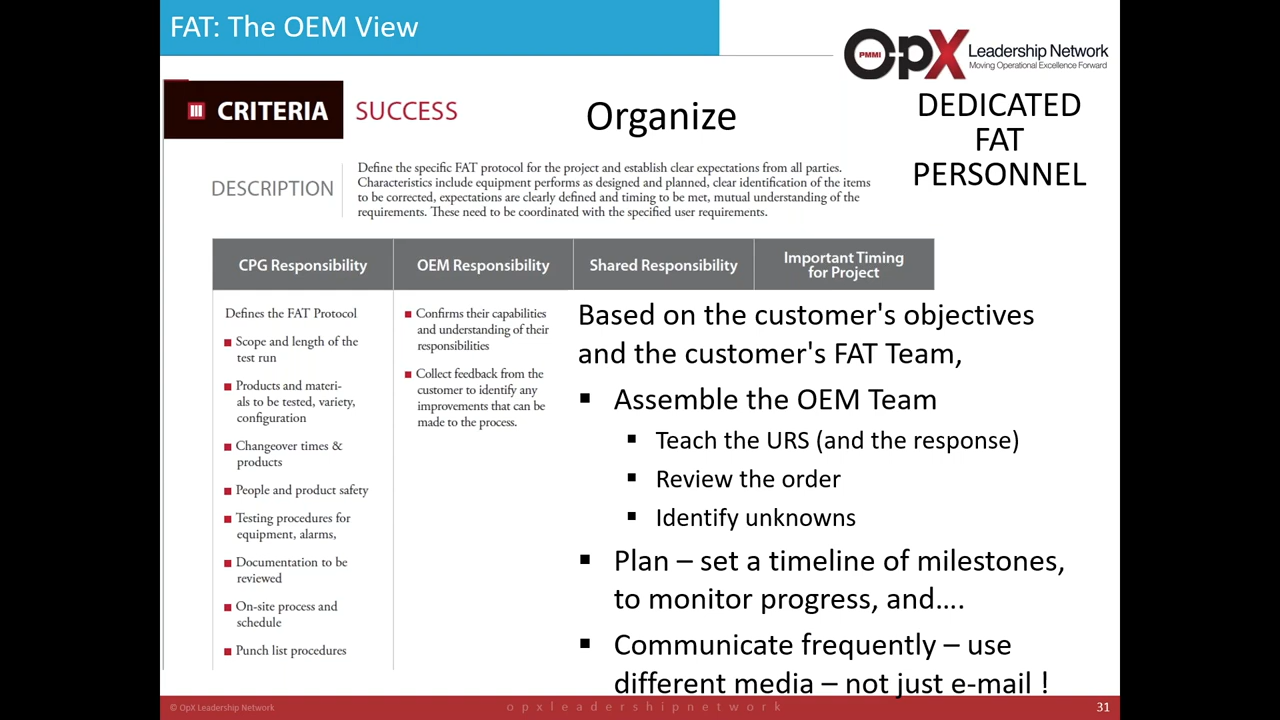 FAT: The OEM View
PMMI
OpX
Leadership Network
Moving Operational Excellence Forward
CRITERIA
SUCCESS
Organize
DEDICATED
FAT
PERSONNEL
DESCRIPTION
Define the specific FAT protocol for the project and establish clear expectations from all parties.
Characteristics include equipment performs as designed and planned, clear identification of the items
to be corrected, expectations are clearly defined and timing to be met, mutual understanding of the
requirements. These need to be coordinated with the specified user requirements.
CPG Responsibility
OEM Responsibility
Shared Responsibility
Important Timing
for Project
Defines the FAT Protocol
■ Scope and length of the
test run
■ Products and materi-
als to be tested, variety,
configuration
■ Changeover times &
products
■ People and product safety
■ Testing procedures for
equipment, alarms,
■ Documentation to be
reviewed
■ On-site process and
schedule
■ Punch list procedures
■ Confirms their capabilities
and understanding of their
responsibilities
■ Collect feedback from the
customer to identify any
improvements that can be
made to the process.
Based on the customer's objectives
and the customer's FAT Team,
▪ Assemble the OEM Team
▪ Teach the URS (and the response)
▪ Review the order
▪ Identify unknowns
▪ Plan – set a timeline of milestones,
to monitor progress, and….
▪ Communicate frequently – use
different media – not just e-mail !
© OpX Leadership Network
opxleadershipnetwork
31